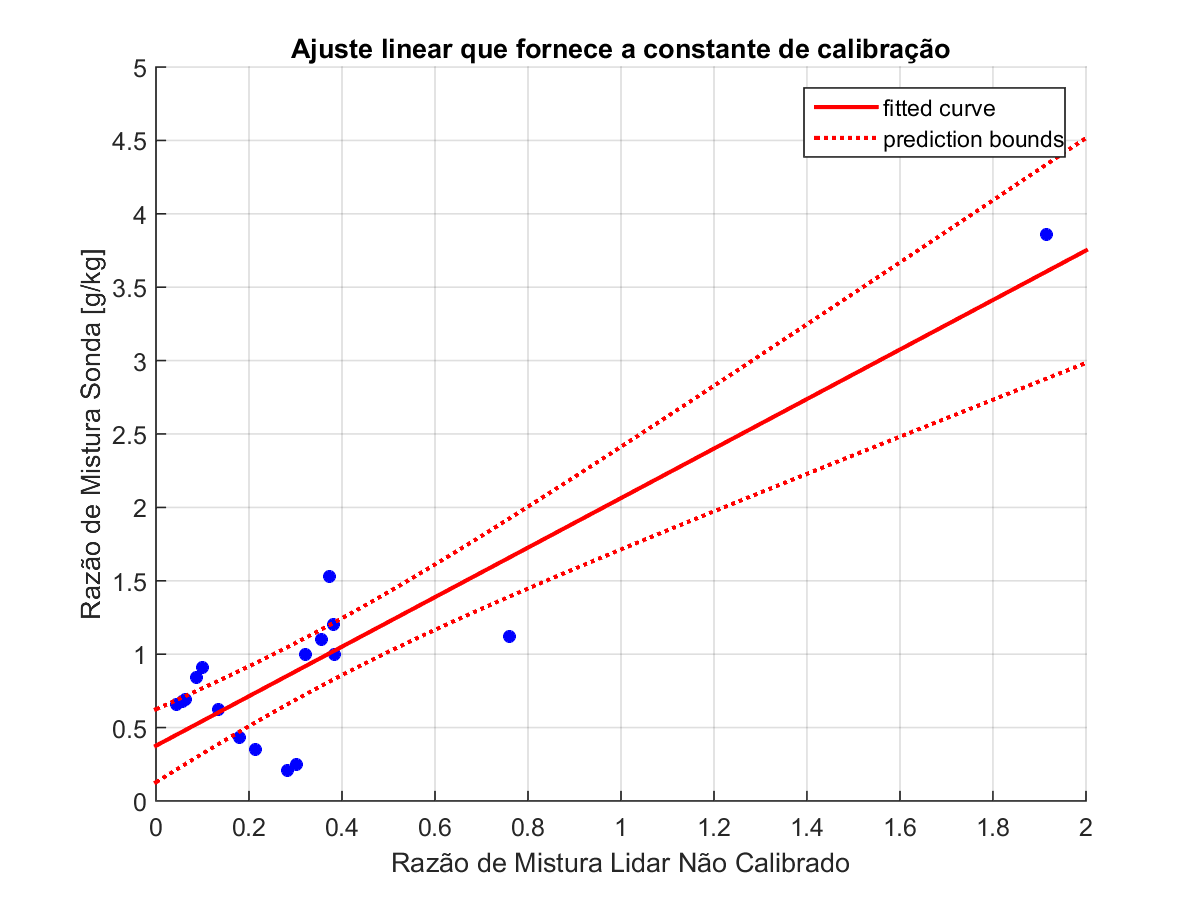 Ajuste linear que fornece a constante de calibração
5
4.5
4
3.5
3
2.5
2
1.5
1
0.5
0
fitted curve
prediction bounds
Razão de Mistura Sonda [g/kg]
0 0.2 0.4 0.6 0.8 1 1.2 1.4 1.6 1.8 2
Razão de Mistura Lidar Não Calibrado